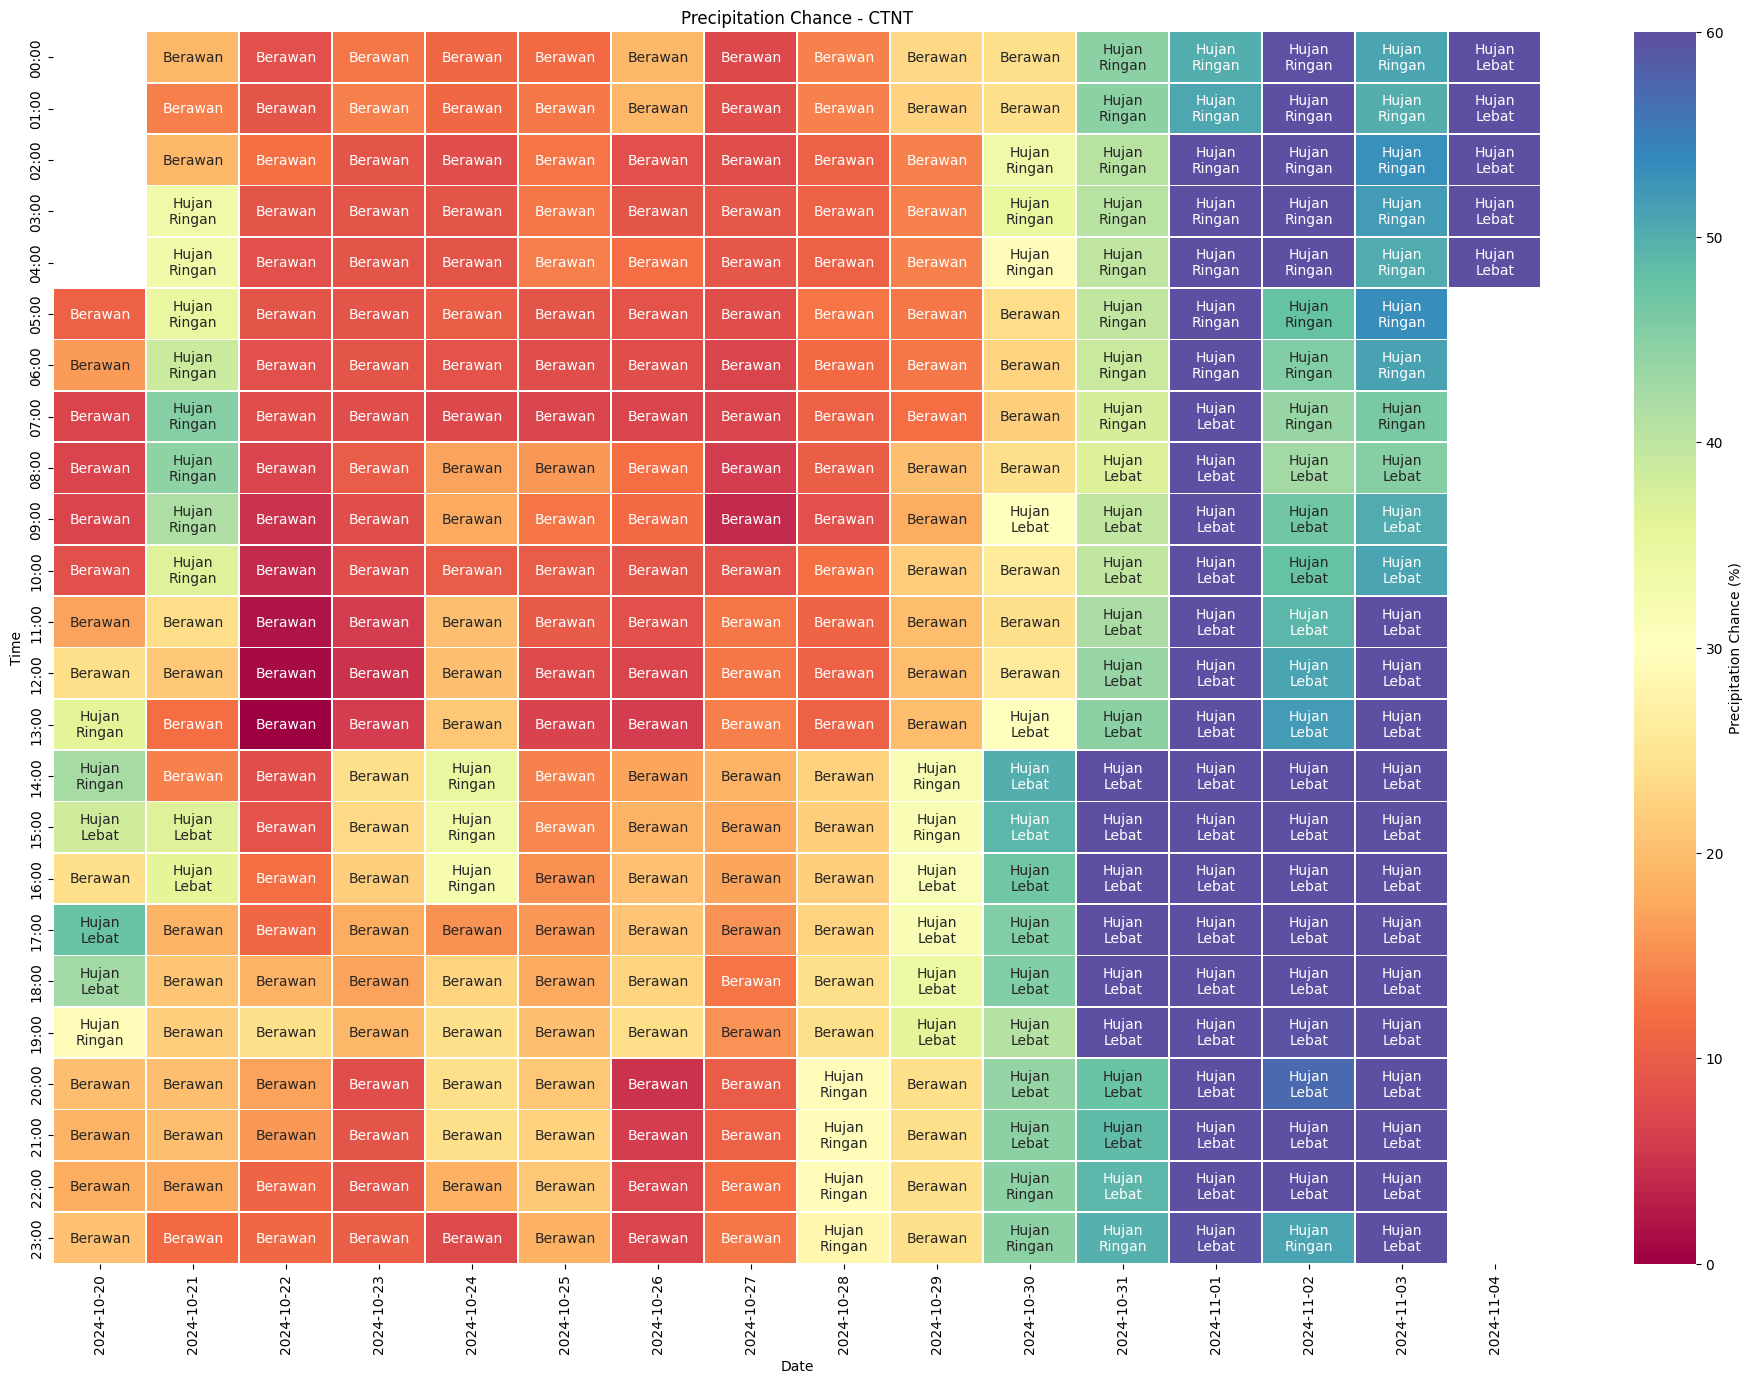 Precipitation Chance - CTNT
00:00 Berawan Berawan Berawan Berawan Berawan Berawan Berawan Berawan Berawan Berawan Hujan Ringan Hujan Ringan Hujan Ringan Hujan Ringan Hujan Lebat
01:00 Berawan Berawan Berawan Berawan Berawan Berawan Berawan Berawan Berawan Berawan Hujan Ringan Hujan Ringan Hujan Ringan Hujan Ringan Hujan Lebat
02:00 Berawan Berawan Berawan Berawan Berawan Berawan Berawan Berawan Berawan Hujan Ringan Hujan Ringan Hujan Ringan Hujan Ringan Hujan Ringan Hujan Lebat
03:00 Hujan Ringan Berawan Berawan Berawan Berawan Berawan Berawan Berawan Berawan Hujan Ringan Hujan Ringan Hujan Ringan Hujan Ringan Hujan Ringan Hujan Lebat
04:00 Hujan Ringan Berawan Berawan Berawan Berawan Berawan Berawan Berawan Berawan Hujan Ringan Hujan Ringan Hujan Ringan Hujan Ringan Hujan Ringan Hujan Lebat
05:00 Berawan Hujan Ringan Berawan Berawan Berawan Berawan Berawan Berawan Berawan Berawan Berawan Hujan Ringan Hujan Ringan Hujan Ringan Hujan Ringan
06:00 Berawan Hujan Ringan Berawan Berawan Berawan Berawan Berawan Berawan Berawan Berawan Berawan Hujan Ringan Hujan Ringan Hujan Ringan Hujan Ringan
07:00 Berawan Hujan Ringan Berawan Berawan Berawan Berawan Berawan Berawan Berawan Berawan Berawan Hujan Ringan Hujan Lebat Hujan Ringan Hujan Ringan
08:00 Berawan Hujan Ringan Berawan Berawan Berawan Berawan Berawan Berawan Berawan Berawan Berawan Hujan Lebat Hujan Lebat Hujan Lebat Hujan Lebat
09:00 Berawan Hujan Ringan Berawan Berawan Berawan Berawan Berawan Berawan Berawan Berawan Hujan Lebat Hujan Lebat Hujan Lebat Hujan Lebat Hujan Lebat
10:00 Berawan Hujan Ringan Berawan Berawan Berawan Berawan Berawan Berawan Berawan Berawan Berawan Hujan Lebat Hujan Lebat Hujan Lebat Hujan Lebat
11:00 Berawan Berawan Berawan Berawan Berawan Berawan Berawan Berawan Berawan Berawan Berawan Hujan Lebat Hujan Lebat Hujan Lebat Hujan Lebat
12:00 Berawan Berawan Berawan Berawan Berawan Berawan Berawan Berawan Berawan Berawan Berawan Hujan Lebat Hujan Lebat Hujan Lebat Hujan Lebat
13:00 Hujan Ringan Berawan Berawan Berawan Berawan Berawan Berawan Berawan Berawan Berawan Hujan Lebat Hujan Lebat Hujan Lebat Hujan Lebat Hujan Lebat
14:00 Hujan Ringan Berawan Berawan Berawan Hujan Ringan Berawan Berawan Berawan Berawan Hujan Ringan Hujan Lebat Hujan Lebat Hujan Lebat Hujan Lebat Hujan Lebat
15:00 Hujan Lebat Hujan Lebat Berawan Berawan Hujan Ringan Berawan Berawan Berawan Berawan Hujan Ringan Hujan Lebat Hujan Lebat Hujan Lebat Hujan Lebat Hujan Lebat
16:00 Berawan Hujan Lebat Berawan Berawan Hujan Ringan Berawan Berawan Berawan Berawan Hujan Lebat Hujan Lebat Hujan Lebat Hujan Lebat Hujan Lebat Hujan Lebat
17:00 Hujan Lebat Berawan Berawan Berawan Berawan Berawan Berawan Berawan Berawan Hujan Lebat Hujan Lebat Hujan Lebat Hujan Lebat Hujan Lebat Hujan Lebat
18:00 Hujan Lebat Berawan Berawan Berawan Berawan Berawan Berawan Berawan Berawan Hujan Lebat Hujan Lebat Hujan Lebat Hujan Lebat Hujan Lebat Hujan Lebat
19:00 Hujan Ringan Berawan Berawan Berawan Berawan Berawan Berawan Berawan Berawan Hujan Lebat Hujan Lebat Hujan Lebat Hujan Lebat Hujan Lebat Hujan Lebat
20:00 Berawan Berawan Berawan Berawan Berawan Berawan Berawan Berawan Hujan Ringan Berawan Hujan Lebat Hujan Lebat Hujan Lebat Hujan Lebat Hujan Lebat
21:00 Berawan Berawan Berawan Berawan Berawan Berawan Berawan Berawan Hujan Ringan Berawan Hujan Lebat Hujan Lebat Hujan Lebat Hujan Lebat Hujan Lebat
22:00 Berawan Berawan Berawan Berawan Berawan Berawan Berawan Berawan Hujan Ringan Berawan Hujan Ringan Hujan Lebat Hujan Lebat Hujan Lebat Hujan Lebat
23:00 Berawan Berawan Berawan Berawan Berawan Berawan Berawan Berawan Hujan Ringan Berawan Hujan Ringan Hujan Ringan Hujan Lebat Hujan Ringan Hujan Lebat
Time
2024-10-20 2024-10-21 2024-10-22 2024-10-23 2024-10-24 2024-10-25 2024-10-26 2024-10-27 2024-10-28 2024-10-29 2024-10-30 2024-10-31 2024-11-01 2024-11-02 2024-11-03 2024-11-04
Date
60
50
40
30
20
10
0
Precipitation Chance (%)